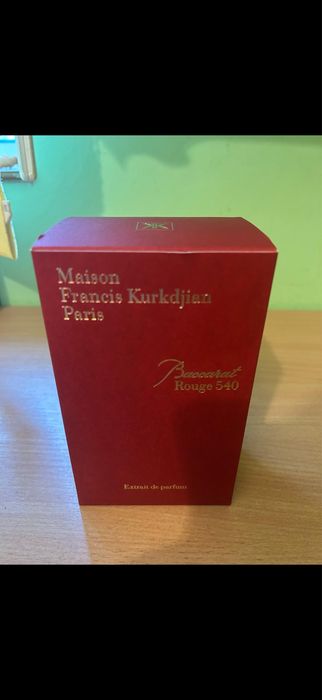 Maison
Francis Kurkdjian
Paris
Baccarat
Rouge 540
Extrait de parfum